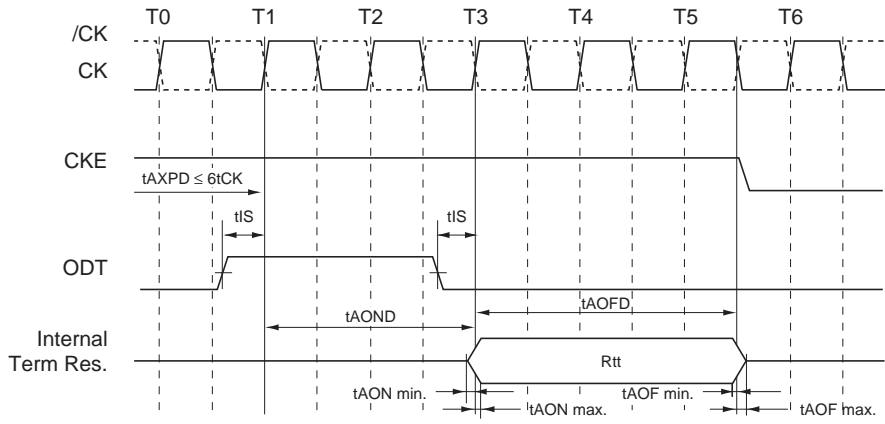 T0 T1 T2 T3 T4 T5 T6
/CK
CK
CKE
tAXPD ≤ 6tCK
tIS tIS
ODT
tAOND tAOFD
Internal
Term Res.
Rtt
tAON min. tAOF min.
tAON max. tAOF max.